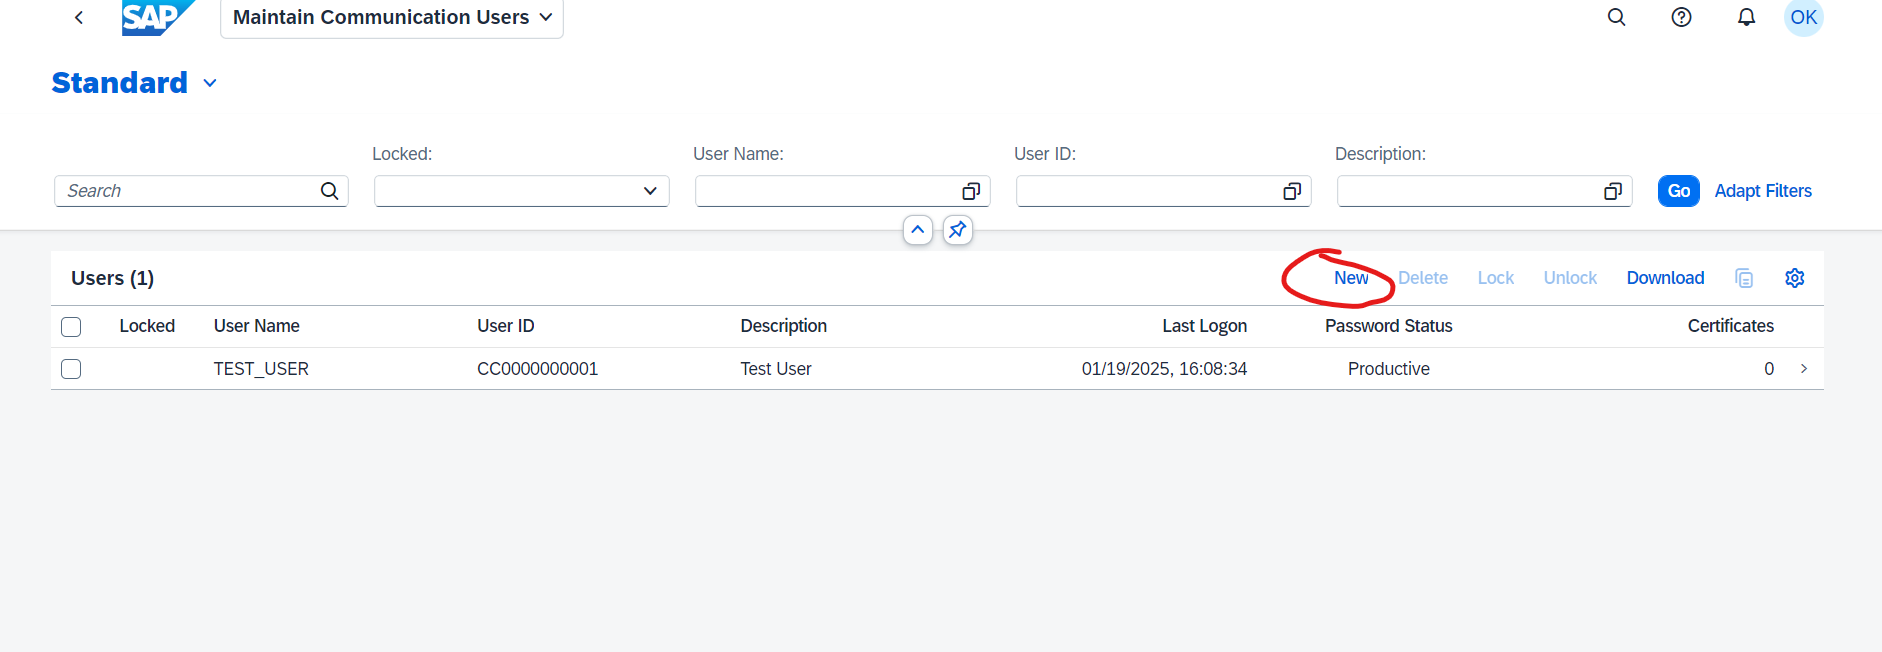 SAP Maintain Communication Users OK
Standard
Locked: User Name: User ID: Description:
Search Go Adapt Filters
Users (1) New Delete Lock Unlock Download
Locked User Name User ID Description Last Logon Password Status Certificates
TEST_USER CC0000000001 Test User 01/19/2025, 16:08:34 Productive 0